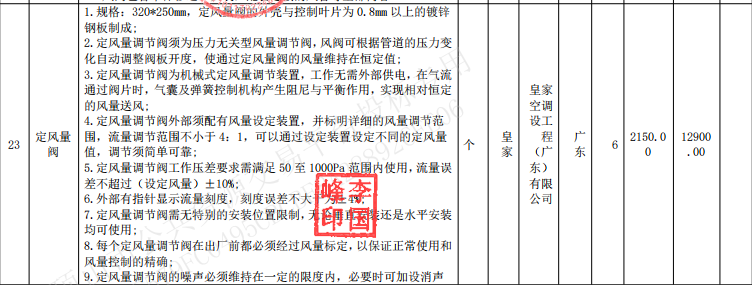 1.规格: 320*250mm, 定风量阀的外壳与控制叶片为0.8mm以上的镀锌
钢板制成;
2.定风量调节阀须为压力无关型风量调节阀,风阀可根据管道的压力变
化自动调整阀板开度,使通过定风量阀的风量维持在恒定值;
3.定风量调节阀为机械式定风量调节装置,工作无需外部供电,在气流
通过阀片时,气囊及弹簧控制机构产生阻尼与平衡作用,实现相对恒定
的风量送风;
4.定风量调节阀外部须配有风量设定装置,并标明详细的风量调节范
围,流量调节范围不小于4: 1,可以通过设定装置设定不同的定风量
值,调节须简单可靠;
5.定风量调节阀工作压差要求需满足50至1000Pa范围内使用,流量误
差不超过(设定风量)±10%;
6.外部有指针显示流量刻度,刻度误差不大于为±4%;
7.定风量调节阀需无特别的安装位置限制,无论垂直安装还是水平安装
均可使用;
8.每个定风量调节阀在出厂前都必须经过风量标定,以保证正常使用和
风量控制的精确;
9.定风量调节阀的噪声必须维持在一定的限度内,必要时可加设消声
23
定风量
阀
个
皇
家
皇家
空调
设工
程
(广
东)
有限
公司
广
东
6
2150.0
0
12900
.00
李国
峰印